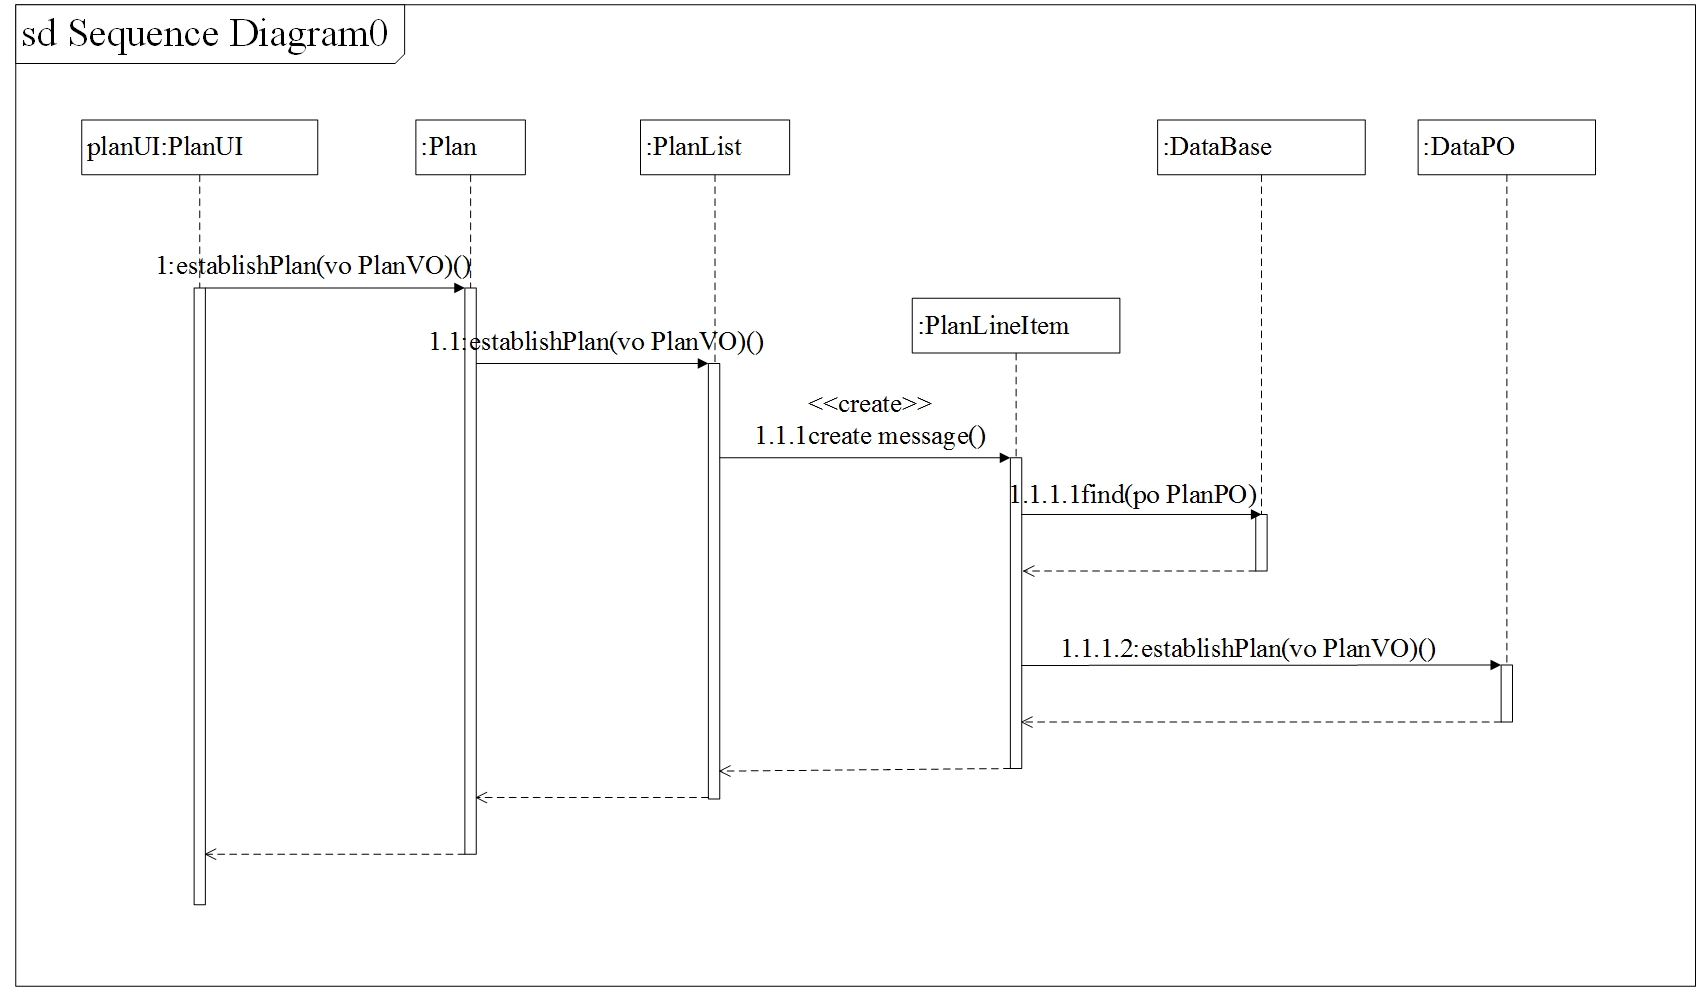 sd Sequence Diagram0
planUI:PlanUI
:Plan
:PlanList
:DataBase
:DataPO
1:establishPlan(vo PlanVO)()
:PlanLineItem
1.1:establishPlan(vo PlanVO)()
<<create>>
1.1.1create message()
1.1.1.1find(po PlanPO)
1.1.1.2:establishPlan(vo PlanVO)()